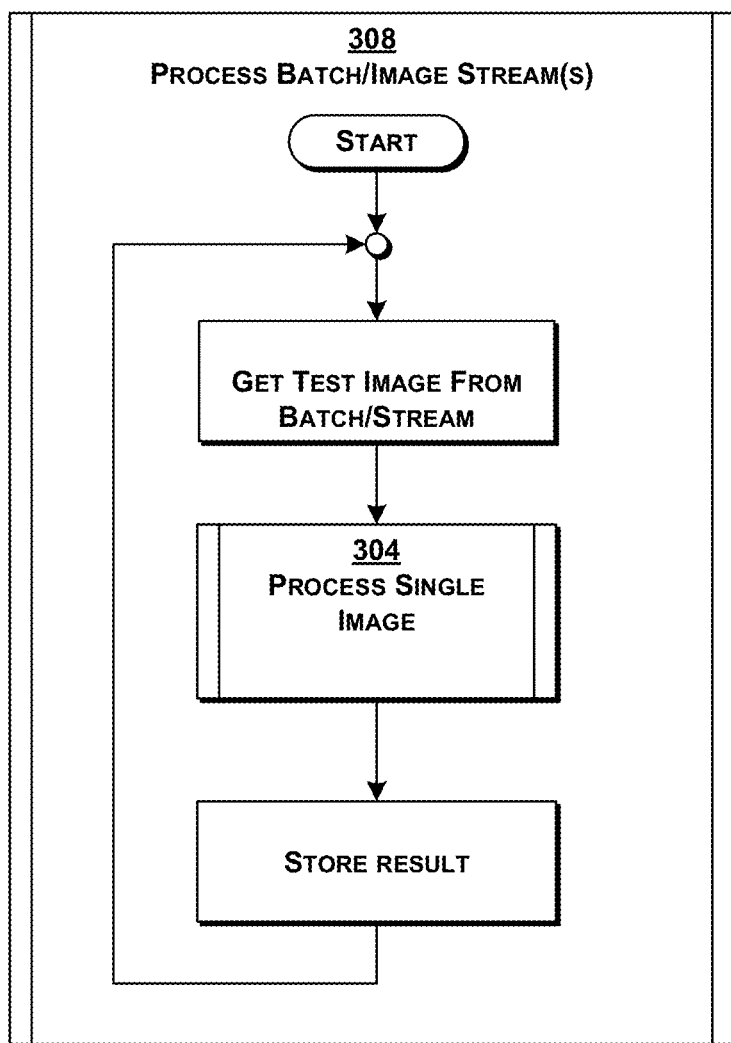 308
PROCESS BATCH/IMAGE STREAM(S)
START
GET TEST IMAGE FROM
BATCH/STREAM
304
PROCESS SINGLE
IMAGE
STORE RESULT